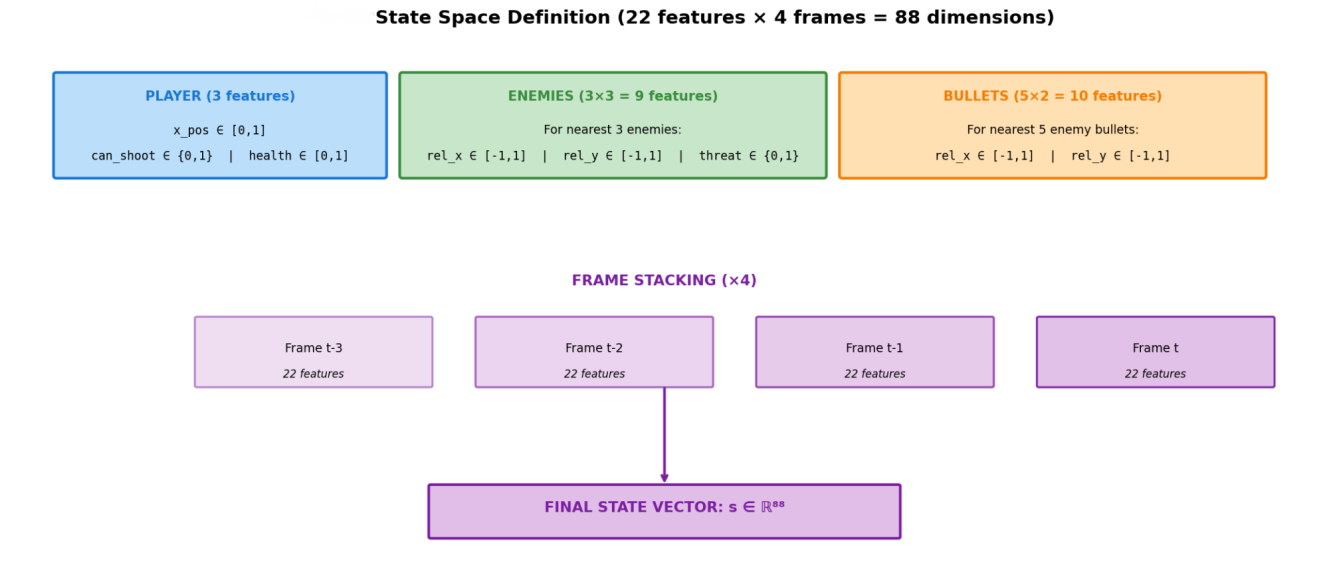 State Space Definition (22 features × 4 frames = 88 dimensions)
PLAYER (3 features)
x_pos ∈ [0,1]
can_shoot ∈ {0,1} | health ∈ [0,1]
ENEMIES (3×3 = 9 features)
For nearest 3 enemies:
rel_x ∈ [-1,1] | rel_y ∈ [-1,1] | threat ∈ {0,1}
BULLETS (5×2 = 10 features)
For nearest 5 enemy bullets:
rel_x ∈ [-1,1] | rel_y ∈ [-1,1]
FRAME STACKING (×4)
Frame t-3
22 features
Frame t-2
22 features
Frame t-1
22 features
Frame t
22 features
FINAL STATE VECTOR: s ∈ ℝ⁸⁸